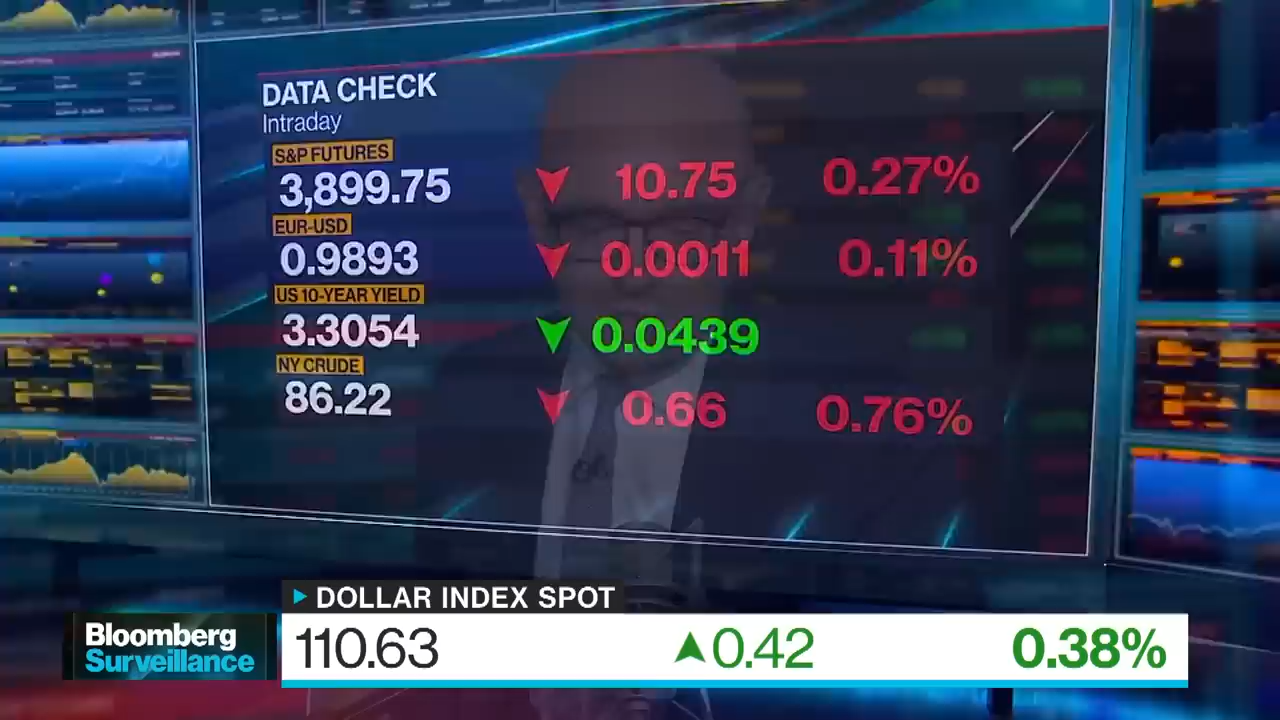 DATA CHECK
Intraday
S&P FUTURES
3,899.75 ▼ 10.75 0.27%
EUR-USD
0.9893 ▼ 0.0011 0.11%
US 10-YEAR YIELD
3.3054 ▼ 0.0439
NY CRUDE
86.22 ▼ 0.66 0.76%
DOLLAR INDEX SPOT
Bloomberg
Surveillance
110.63 ▲ 0.42 0.38%